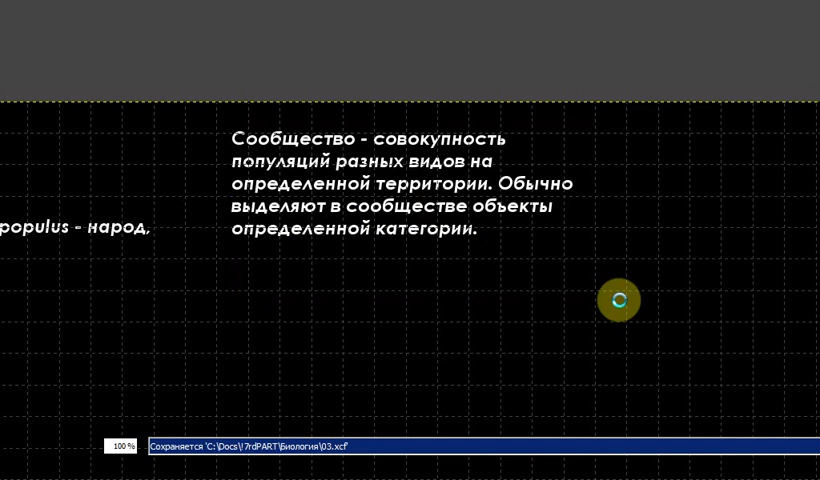 Сообщество - совокупность
популяций разных видов на
определенной территории. Обычно
выделяют в сообществе объекты
определенной категории.
populus - народ,
100 %
Сохраняется 'C:\Docs\!7rdPART\Биология\03.xcf'